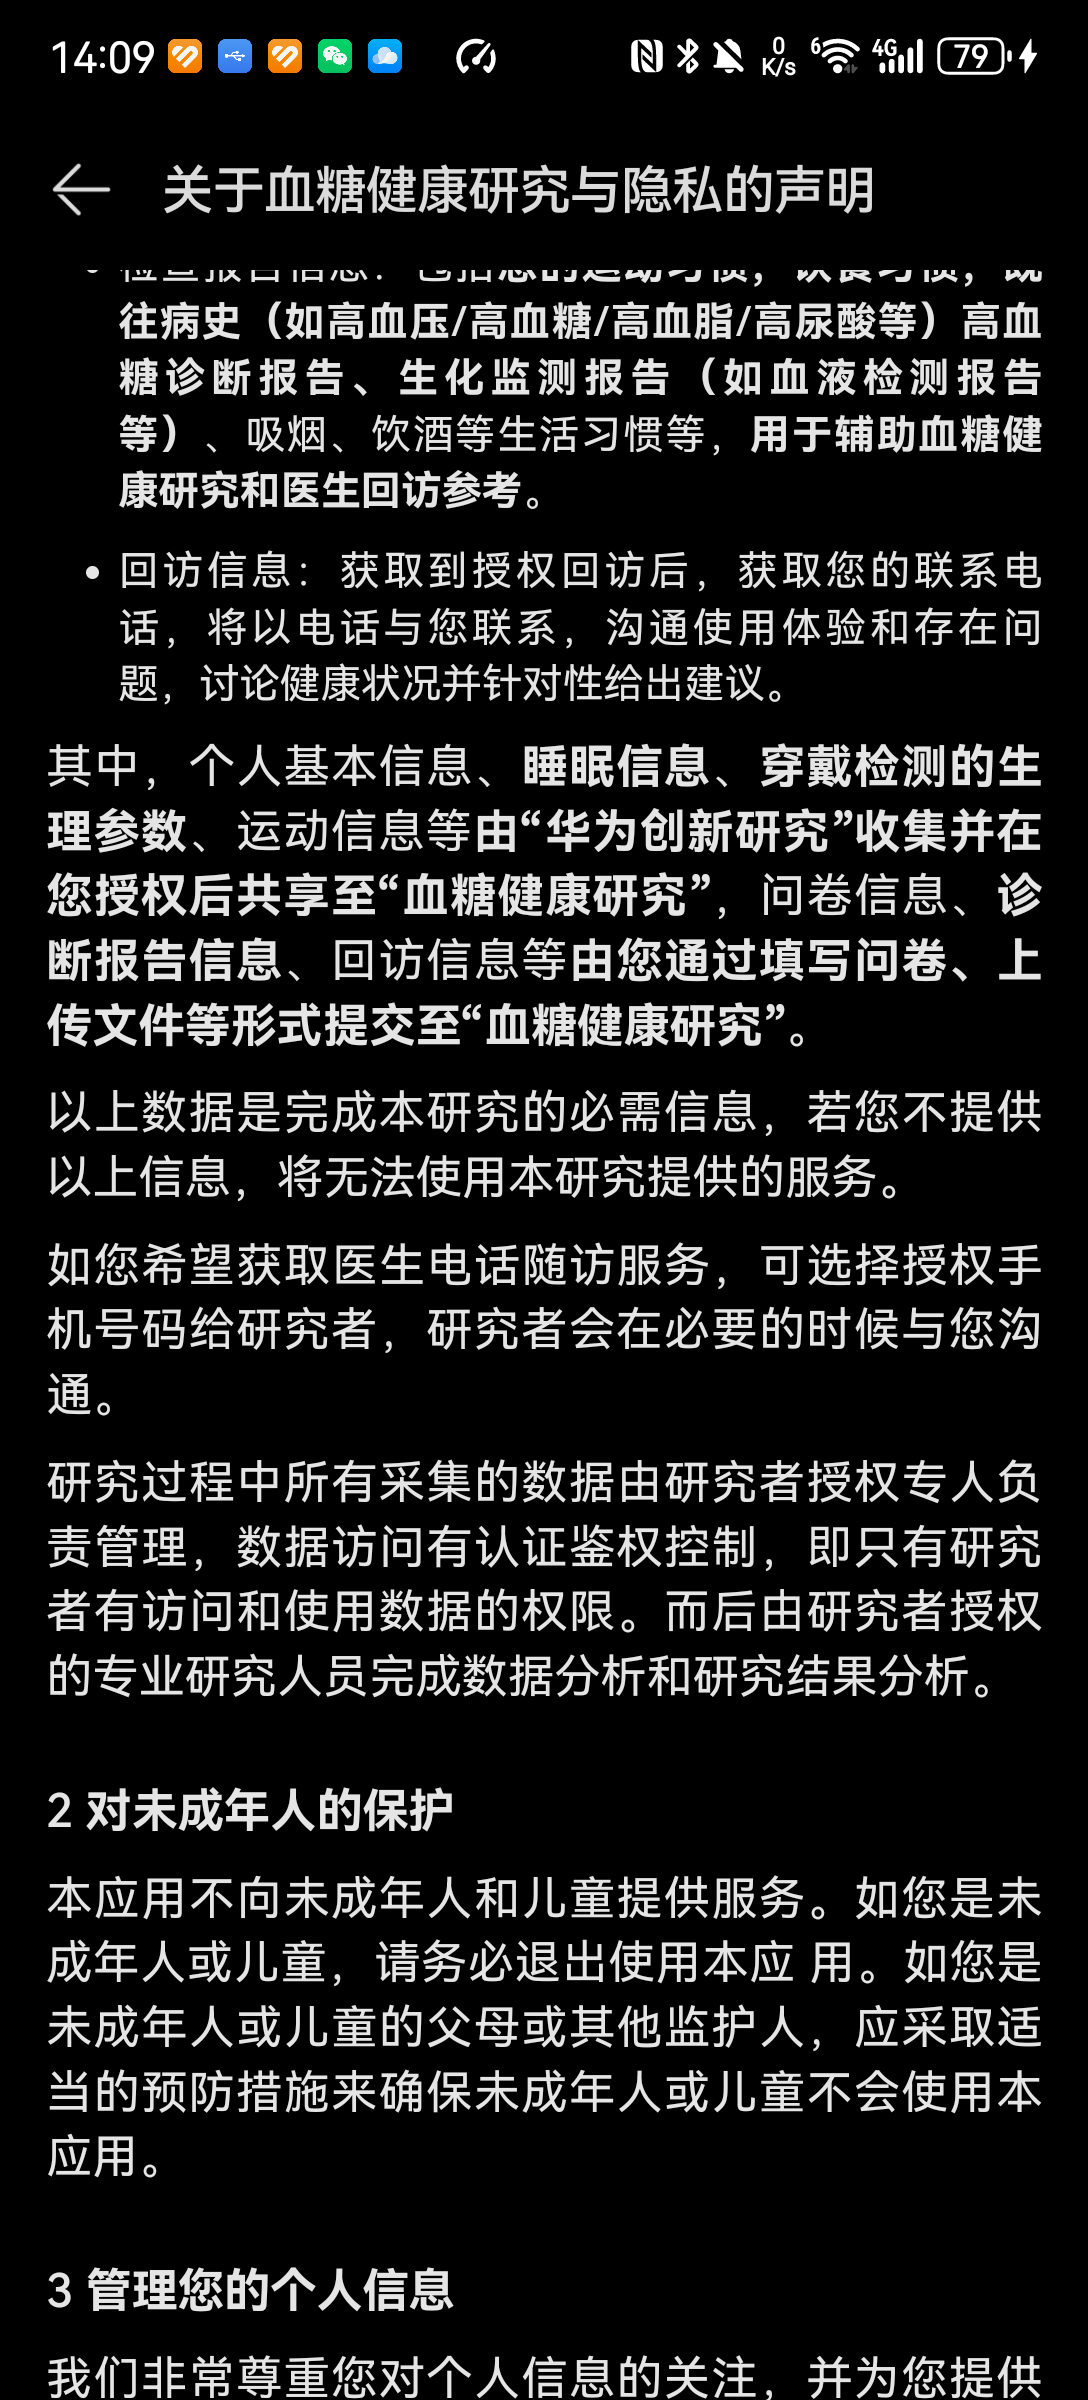 14:09
0 K/s
6
4G
79
关于血糖健康研究与隐私的声明
检查报告信息：包括您的运动习惯，饮食习惯，既
往病史（如高血压/高血糖/高血脂/高尿酸等）高血
糖诊断报告、生化监测报告（如血液检测报告
等）、吸烟、饮酒等生活习惯等，用于辅助血糖健
康研究和医生回访参考。
• 回访信息：获取到授权回访后，获取您的联系电
话，将以电话与您联系，沟通使用体验和存在问
题，讨论健康状况并针对性给出建议。
其中，个人基本信息、睡眠信息、穿戴检测的生
理参数、运动信息等由“华为创新研究”收集并在
您授权后共享至“血糖健康研究”，问卷信息、诊
断报告信息、回访信息等由您通过填写问卷、上
传文件等形式提交至“血糖健康研究”。
以上数据是完成本研究的必需信息，若您不提供
以上信息，将无法使用本研究提供的服务。
如您希望获取医生电话随访服务，可选择授权手
机号码给研究者，研究者会在必要的时候与您沟
通。
研究过程中所有采集的数据由研究者授权专人负
责管理，数据访问有认证鉴权控制，即只有研究
者有访问和使用数据的权限。而后由研究者授权
的专业研究人员完成数据分析和研究结果分析。
2 对未成年人的保护
本应用不向未成年人和儿童提供服务。如您是未
成年人或儿童，请务必退出使用本应 用。如您是
未成年人或儿童的父母或其他监护人，应采取适
当的预防措施来确保未成年人或儿童不会使用本
应用。
3 管理您的个人信息
我们非常尊重您对个人信息的关注，并为您提供